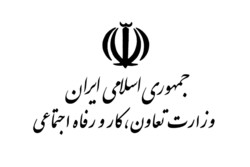 جمهوری اسلامی ایران
وزارت تعاون، کار و رفاه اجتماعی